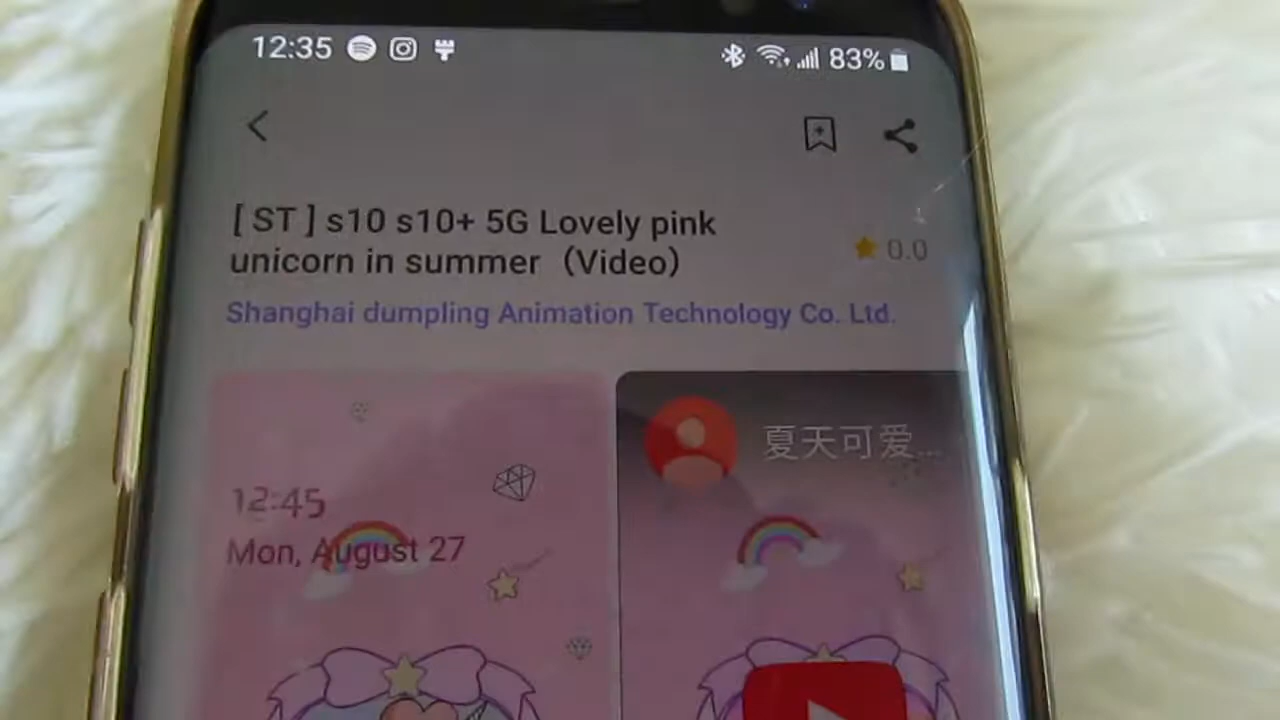 12:35
83%
[ ST ] s10 s10+ 5G Lovely pink
unicorn in summer（Video）
0.0
Shanghai dumpling Animation Technology Co. Ltd.
夏天可爱...
12:45
Mon, August 27